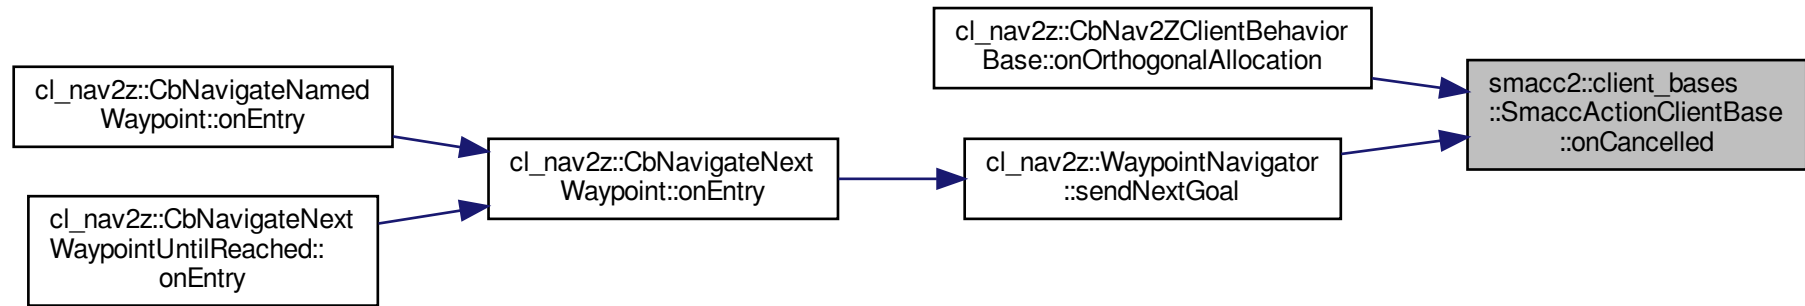 cl_nav2z::CbNavigateNamed
Waypoint::onEntry
cl_nav2z::CbNavigateNext
WaypointUntilReached::
onEntry
cl_nav2z::CbNavigateNext
Waypoint::onEntry
cl_nav2z::CbNav2ZClientBehavior
Base::onOrthogonalAllocation
cl_nav2z::WaypointNavigator
::sendNextGoal
smacc2::client_bases
::SmaccActionClientBase
::onCancelled